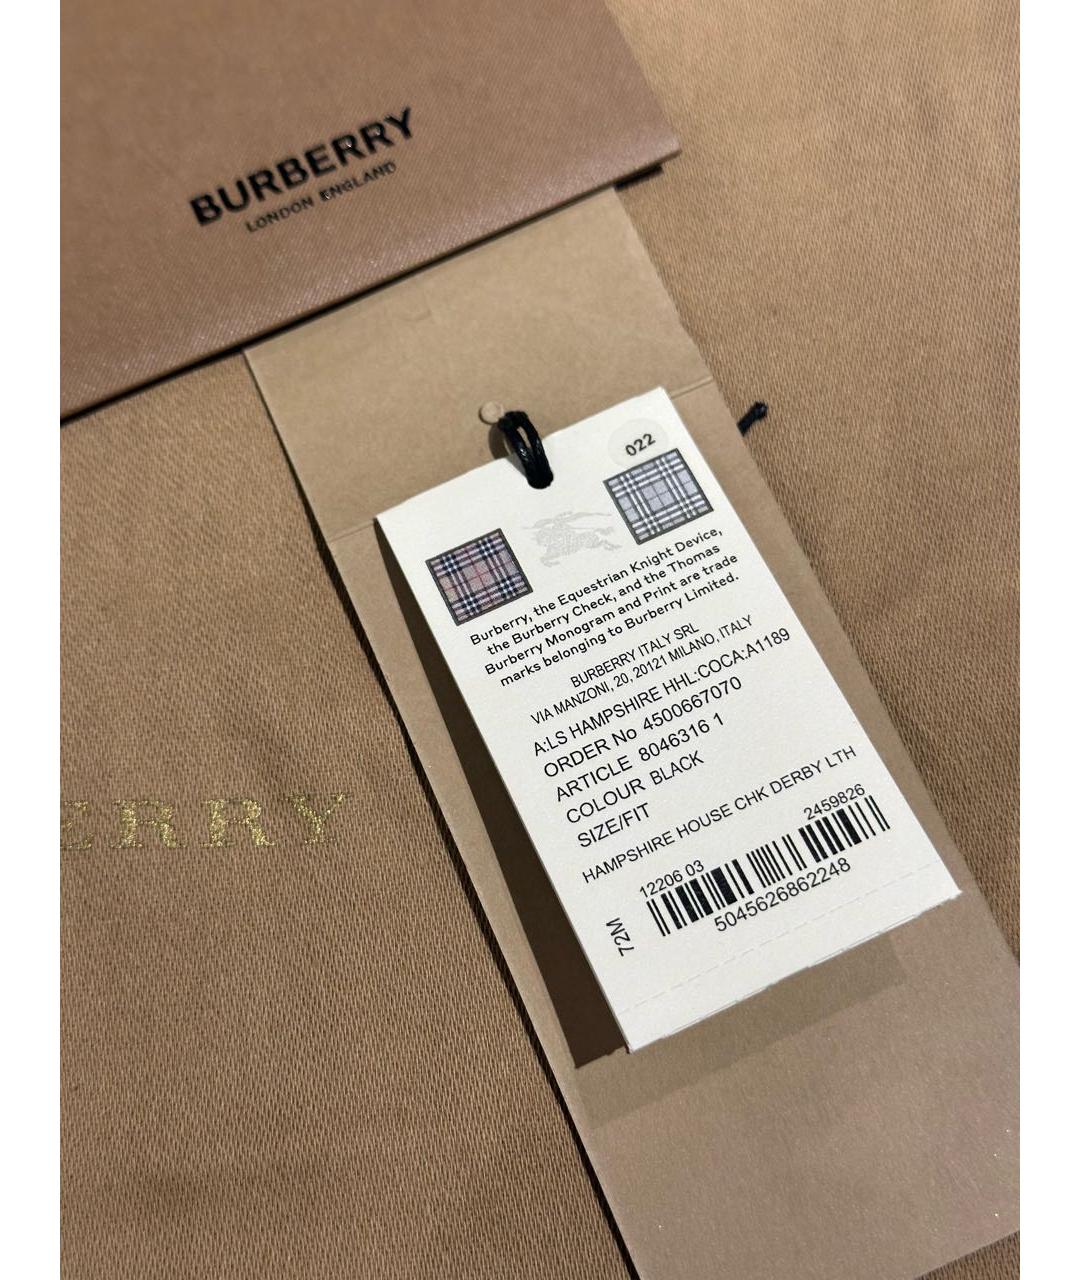 BURBERRY
LONDON ENGLAND
022
Burberry, the Equestrian Knight Device,
the Burberry Check, and the Thomas
Burberry Monogram and Print are trade
marks belonging to Burberry Limited.
BURBERRY ITALY SRL
VIA MANZONI, 20, 20121 MILANO, ITALY
A:LS HAMPSHIRE HHL:COCA:A1189
ORDER No 4500667070
ARTICLE 8046316 1
COLOUR BLACK
SIZE/FIT
HAMPSHIRE HOUSE CHK DERBY LTH
12206 03 2459826
72M
5045626862248
ERRY